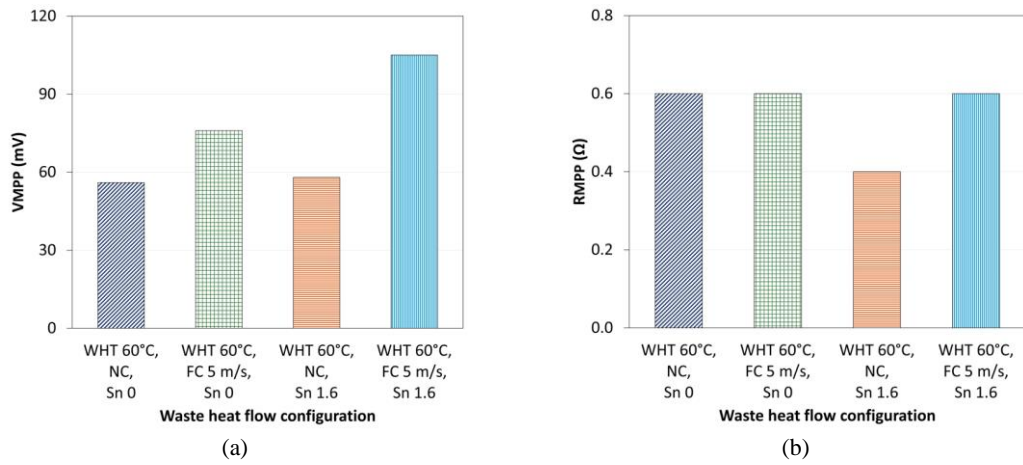 120
90
60
30
0
VMPP (mV)
WHT 60°C,
NC,
Sn 0
WHT 60°C,
FC 5 m/s,
Sn 0
WHT 60°C,
NC,
Sn 1.6
WHT 60°C,
FC 5 m/s,
Sn 1.6
Waste heat flow configuration
(a)
0.8
0.6
0.4
0.2
0.0
RMPP (Ω)
WHT 60°C,
NC,
Sn 0
WHT 60°C,
FC 5 m/s,
Sn 0
WHT 60°C,
NC,
Sn 1.6
WHT 60°C,
FC 5 m/s,
Sn 1.6
Waste heat flow configuration
(b)